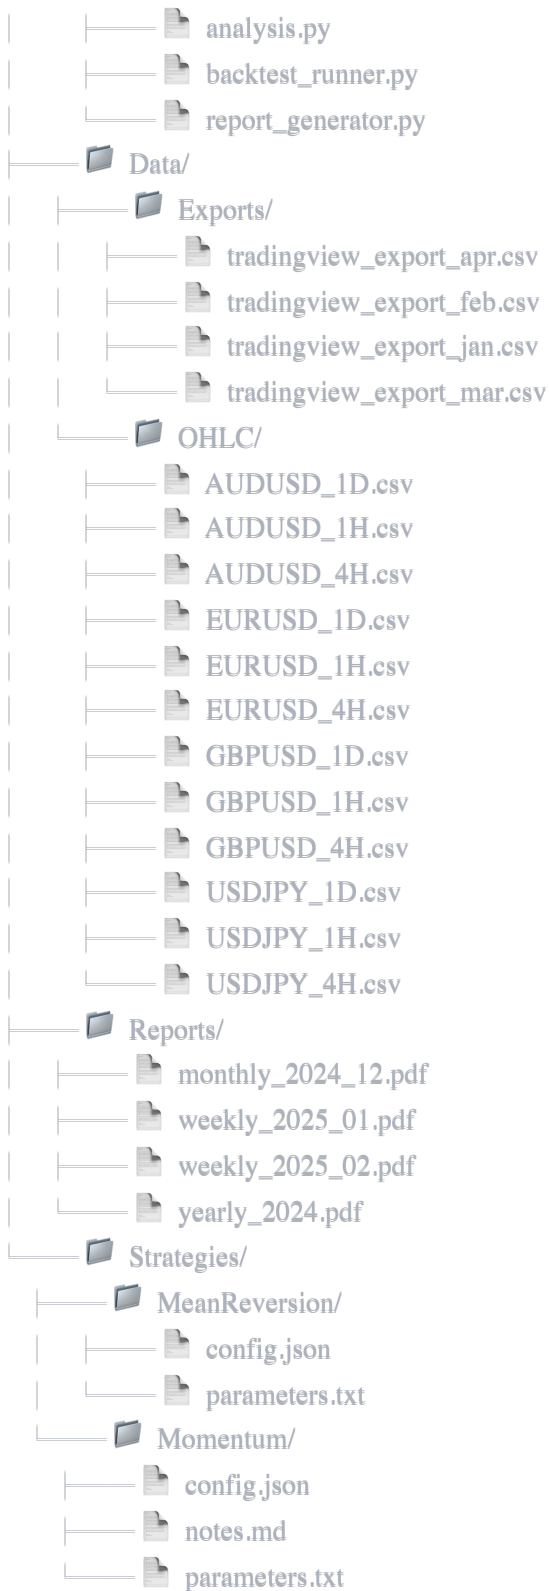 analysis.py
backtest_runner.py
report_generator.py
Data/
Exports/
tradingview_export_apr.csv
tradingview_export_feb.csv
tradingview_export_jan.csv
tradingview_export_mar.csv
OHLC/
AUDUSD_1D.csv
AUDUSD_1H.csv
AUDUSD_4H.csv
EURUSD_1D.csv
EURUSD_1H.csv
EURUSD_4H.csv
GBPUSD_1D.csv
GBPUSD_1H.csv
GBPUSD_4H.csv
USDJPY_1D.csv
USDJPY_1H.csv
USDJPY_4H.csv
Reports/
monthly_2024_12.pdf
weekly_2025_01.pdf
weekly_2025_02.pdf
yearly_2024.pdf
Strategies/
MeanReversion/
config.json
parameters.txt
Momentum/
config.json
notes.md
parameters.txt